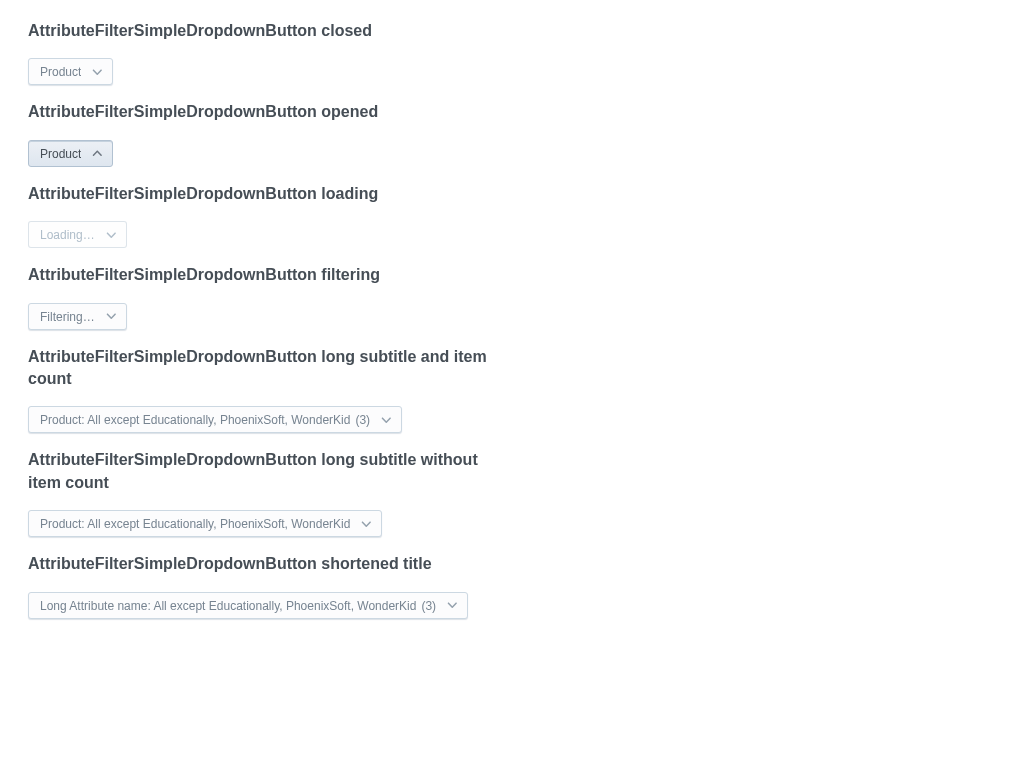 AttributeFilterSimpleDropdownButton closed
Product
AttributeFilterSimpleDropdownButton opened
Product
AttributeFilterSimpleDropdownButton loading
Loading…
AttributeFilterSimpleDropdownButton filtering
Filtering…
AttributeFilterSimpleDropdownButton long subtitle and item
count
Product: All except Educationally, PhoenixSoft, WonderKid (3)
AttributeFilterSimpleDropdownButton long subtitle without
item count
Product: All except Educationally, PhoenixSoft, WonderKid
AttributeFilterSimpleDropdownButton shortened title
Long Attribute name: All except Educationally, PhoenixSoft, WonderKid (3)